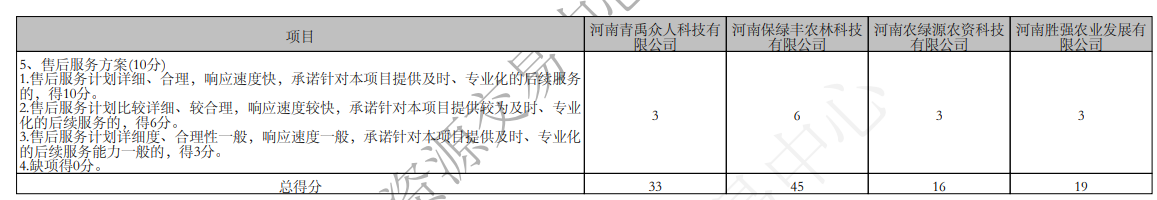 项目
河南青禹众人科技有
限公司
河南保绿丰农林科技
有限公司
河南农绿源农资科技
有限公司
河南胜强农业发展有
限公司
5、售后服务方案(10分)
1.售后服务计划详细、合理，响应速度快，承诺针对本项目提供及时、专业化的后续服务
的，得10分。
2.售后服务计划比较详细、较合理，响应速度较快，承诺针对本项目提供较为及时、专业
化的后续服务的，得6分。
3.售后服务计划详细度、合理性一般，响应速度一般，承诺针对本项目提供及时、专业化
的后续服务能力一般的，得3分。
4.缺项得0分。
3
6
3
3
总得分
33
45
16
19
资源交易中心
易中心